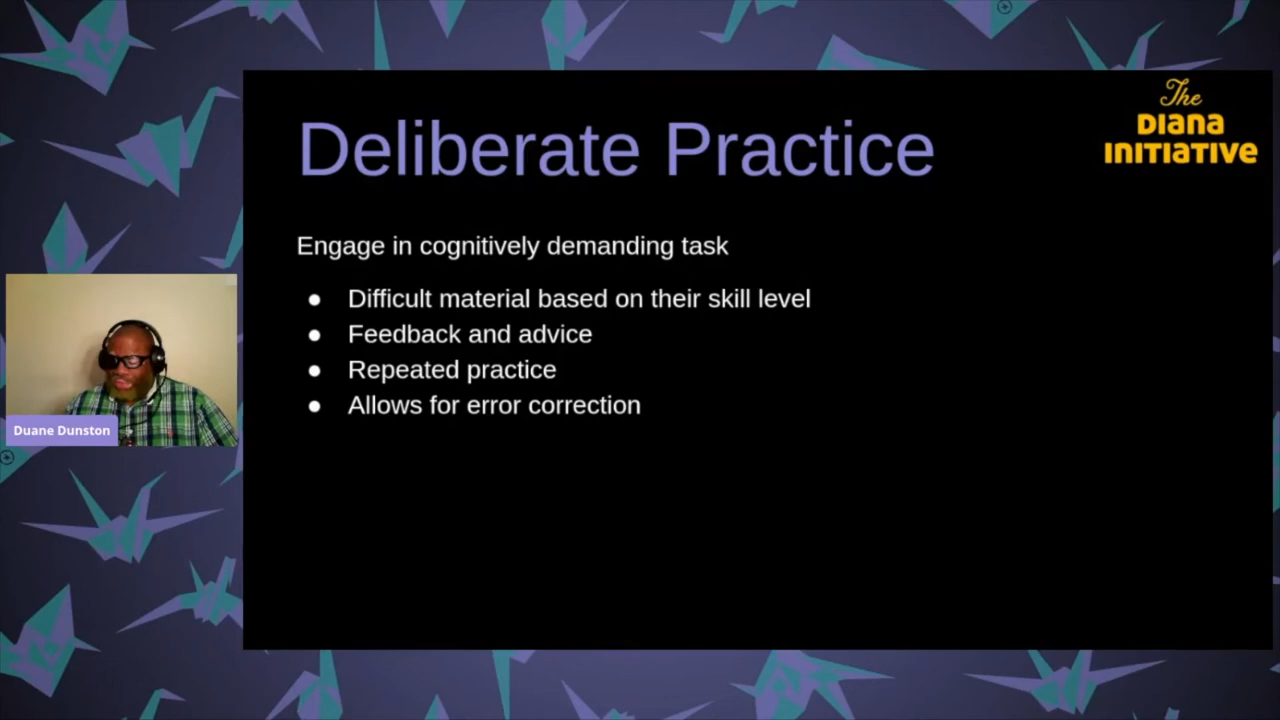 The
DIANA
INITIATIVE
Deliberate Practice
Engage in cognitively demanding task
● Difficult material based on their skill level
● Feedback and advice
● Repeated practice
● Allows for error correction
Duane Dunston